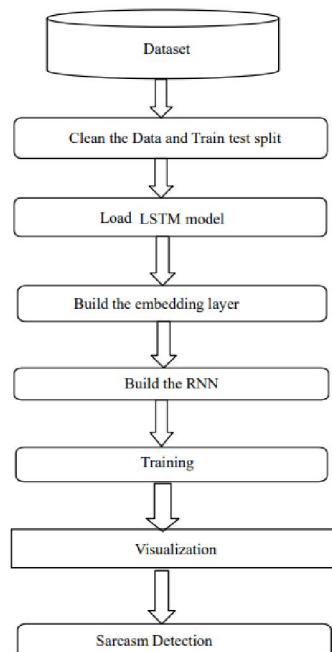 Dataset
Clean the Data and Train test split
Load LSTM model
Build the embedding layer
Build the RNN
Training
Visualization
Sarcasm Detection